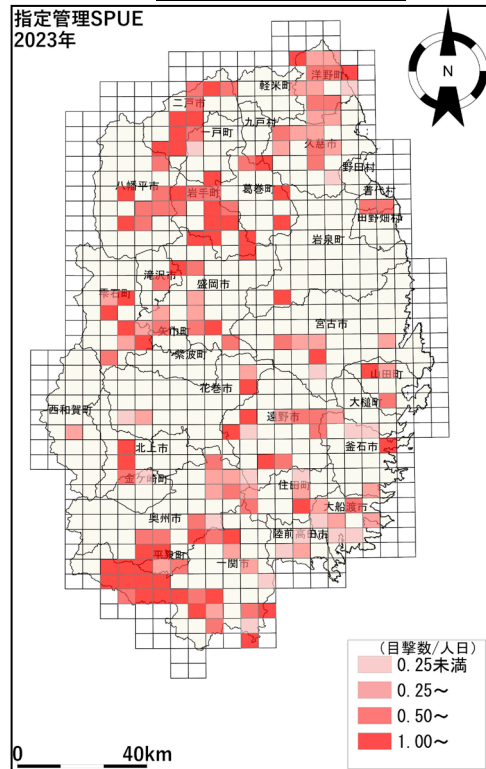 指定管理SPUE
2023年
N
洋野町
軽米町
二戸市
九戸村
一戸町
久慈市
野田村
八幡平市
岩手町
葛巻町
普代村
田野畑村
岩泉町
滝沢市
盛岡市
雫石町
宮古市
矢巾町
紫波町
山田町
花巻市
大槌町
西和賀町
遠野市
釜石市
北上市
金ケ崎町
住田町
大船渡市
奥州市
陸前高田市
平泉町
一関市
(目撃数/人日)
0.25未満
0.25～
0.50～
1.00～
0 40km